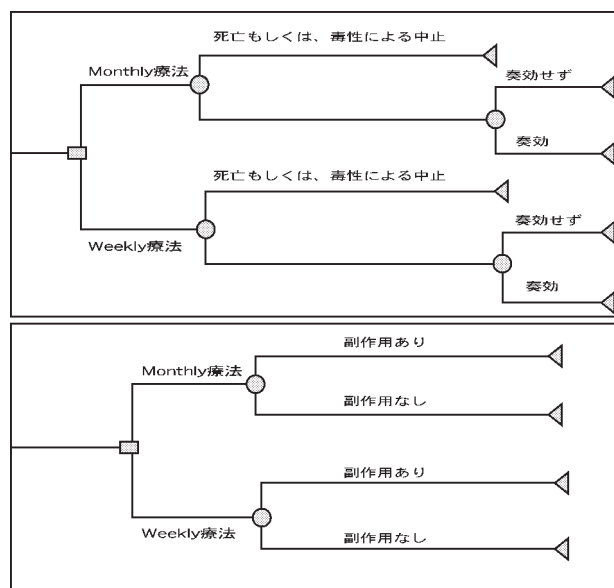 死亡もしくは、毒性による中止
Monthly療法
奏効せず
奏効
死亡もしくは、毒性による中止
奏効せず
Weekly療法
奏効
副作用あり
Monthly療法
副作用なし
副作用あり
Weekly療法
副作用なし